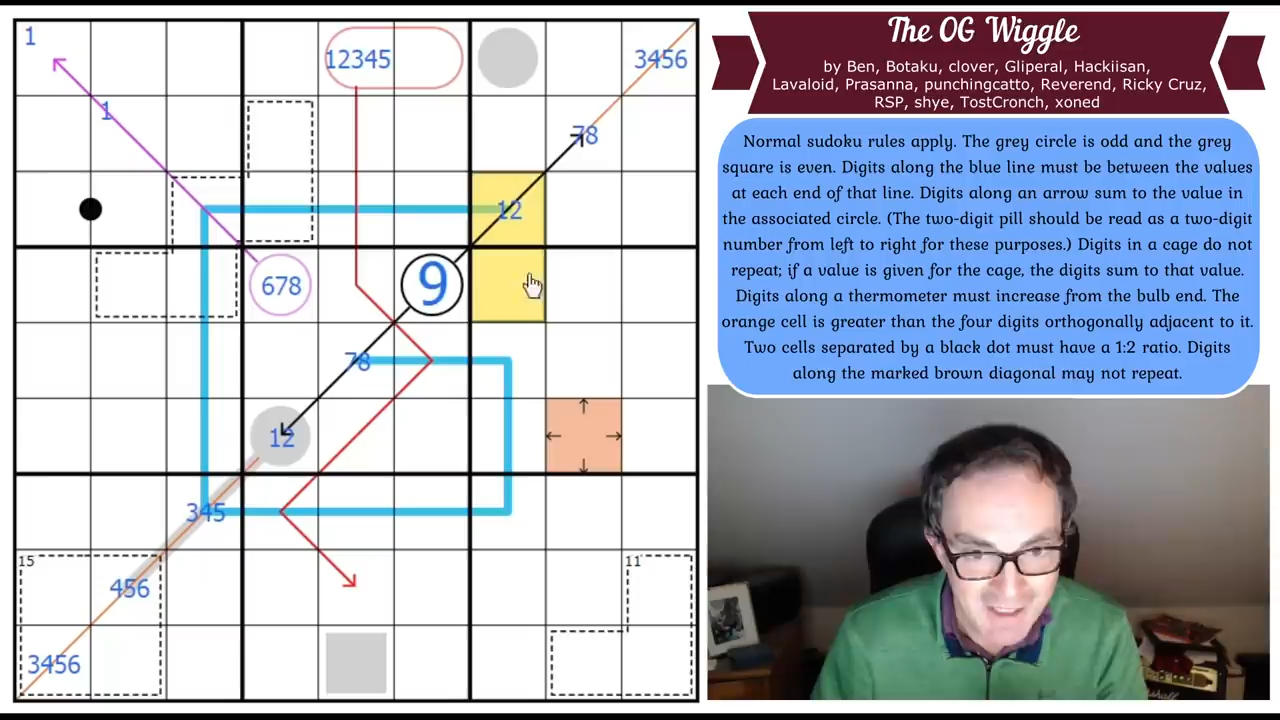 The OG Wiggle
by Ben, Botaku, clover, Gliperal, Hackiisan,
Lavaloid, Prasanna, punchingcatto, Reverend, Ricky Cruz,
RSP, shye, TostCronch, xoned
Normal sudoku rules apply. The grey circle is odd and the grey
square is even. Digits along the blue line must be between the values
at each end of that line. Digits along an arrow sum to the value in
the associated circle. (The two-digit pill should be read as a two-digit
number from left to right for these purposes.) Digits in a cage do not
repeat; if a value is given for the cage, the digits sum to that value.
Digits along a thermometer must increase from the bulb end. The
orange cell is greater than the four digits orthogonally adjacent to it.
Two cells separated by a black dot must have a 1:2 ratio. Digits
along the marked brown diagonal may not repeat.
1
12345
3456
1
78
12
678
9
78
12
345
15
11
456
3456